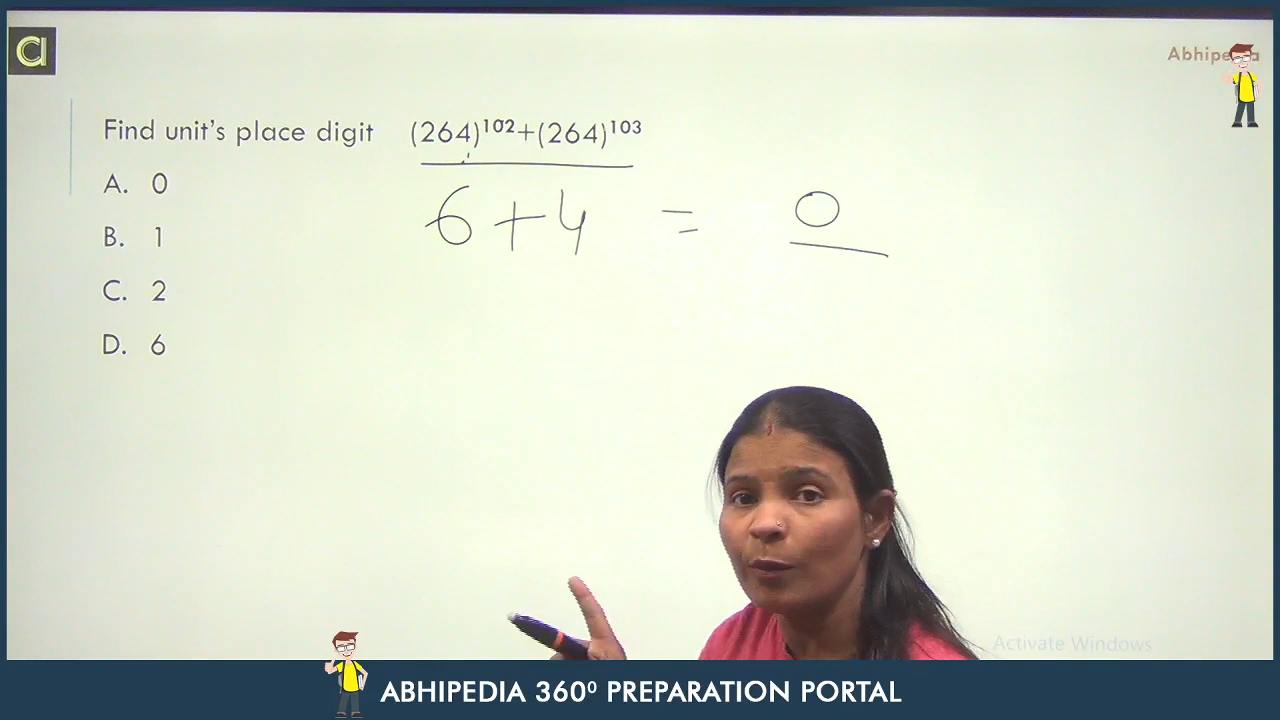 a
Abhipe
Find unit's place digit (264)¹⁰²+(264)¹⁰³
A. 0
6 + 4 = 0
B. 1
C. 2
D. 6
Activate Windows
ABHIPEDIA 360⁰ PREPARATION PORTAL